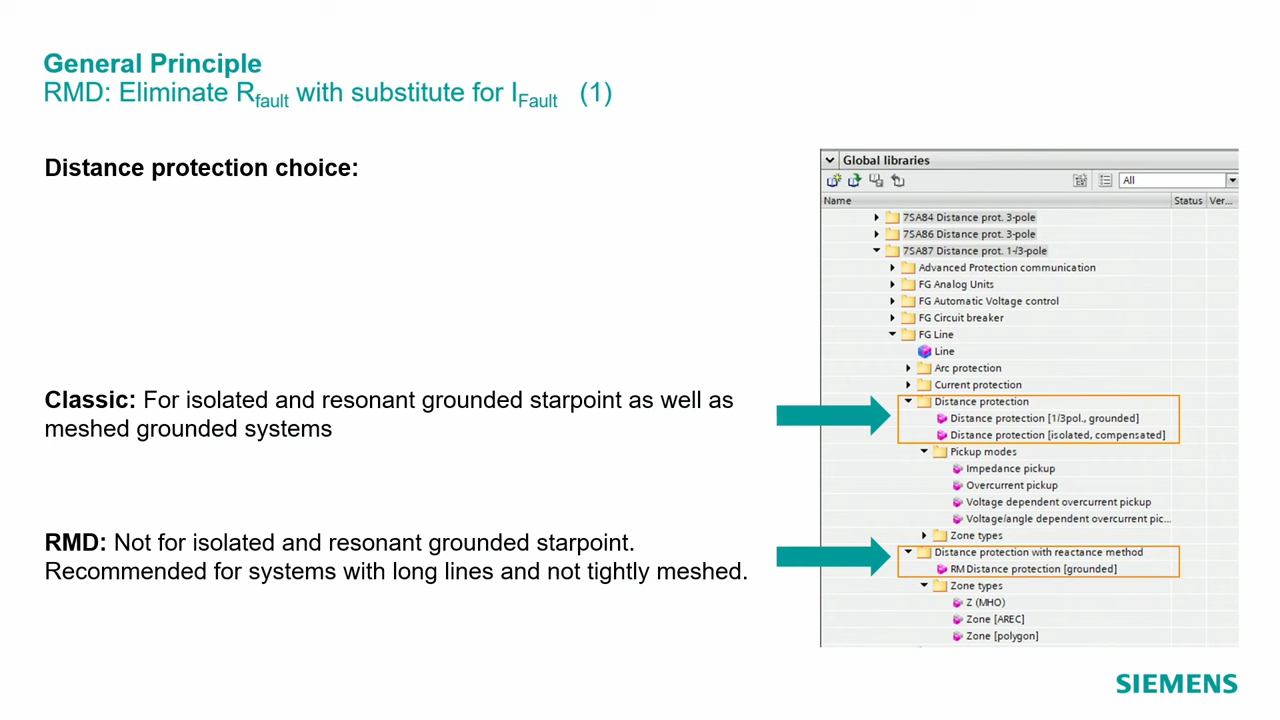 General Principle
RMD: Eliminate Rfault with substitute for IFault (1)
Distance protection choice:
Classic: For isolated and resonant grounded starpoint as well as
meshed grounded systems
RMD: Not for isolated and resonant grounded starpoint.
Recommended for systems with long lines and not tightly meshed.
Global libraries
All
Name Status Ver...
7SA84 Distance prot. 3-pole
7SA86 Distance prot. 3-pole
7SA87 Distance prot. 1-/3-pole
Advanced Protection communication
FG Analog Units
FG Automatic Voltage control
FG Circuit breaker
FG Line
Line
Arc protection
Current protection
Distance protection
Distance protection [1/3pol., grounded]
Distance protection [isolated, compensated]
Pickup modes
Impedance pickup
Overcurrent pickup
Voltage dependent overcurrent pickup
Voltage/angle dependent overcurrent pic...
Zone types
Distance protection with reactance method
RMDistance protection [grounded]
Zone types
Z (MHO)
Zone [AREC]
Zone [polygon]
SIEMENS